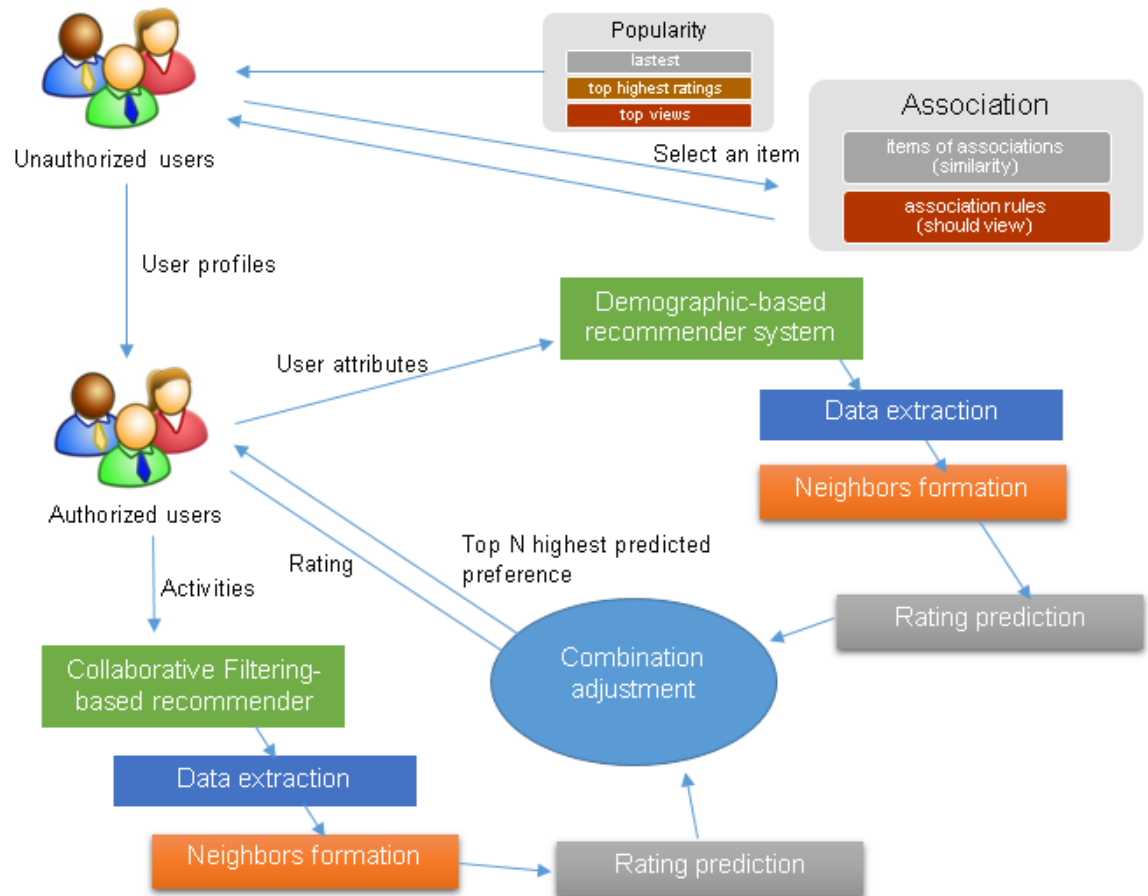 Popularity
lastest
top highest ratings
top views
Association
items of associations
(similarity)
association rules
(should view)
Unauthorized users
Select an item
User profiles
Demographic-based
recommender system
User attributes
Data extraction
Neighbors formation
Authorized users
Rating
Top N highest predicted
preference
Activities
Rating prediction
Combination
adjustment
Collaborative Filtering-
based recommender
Data extraction
Neighbors formation
Rating prediction